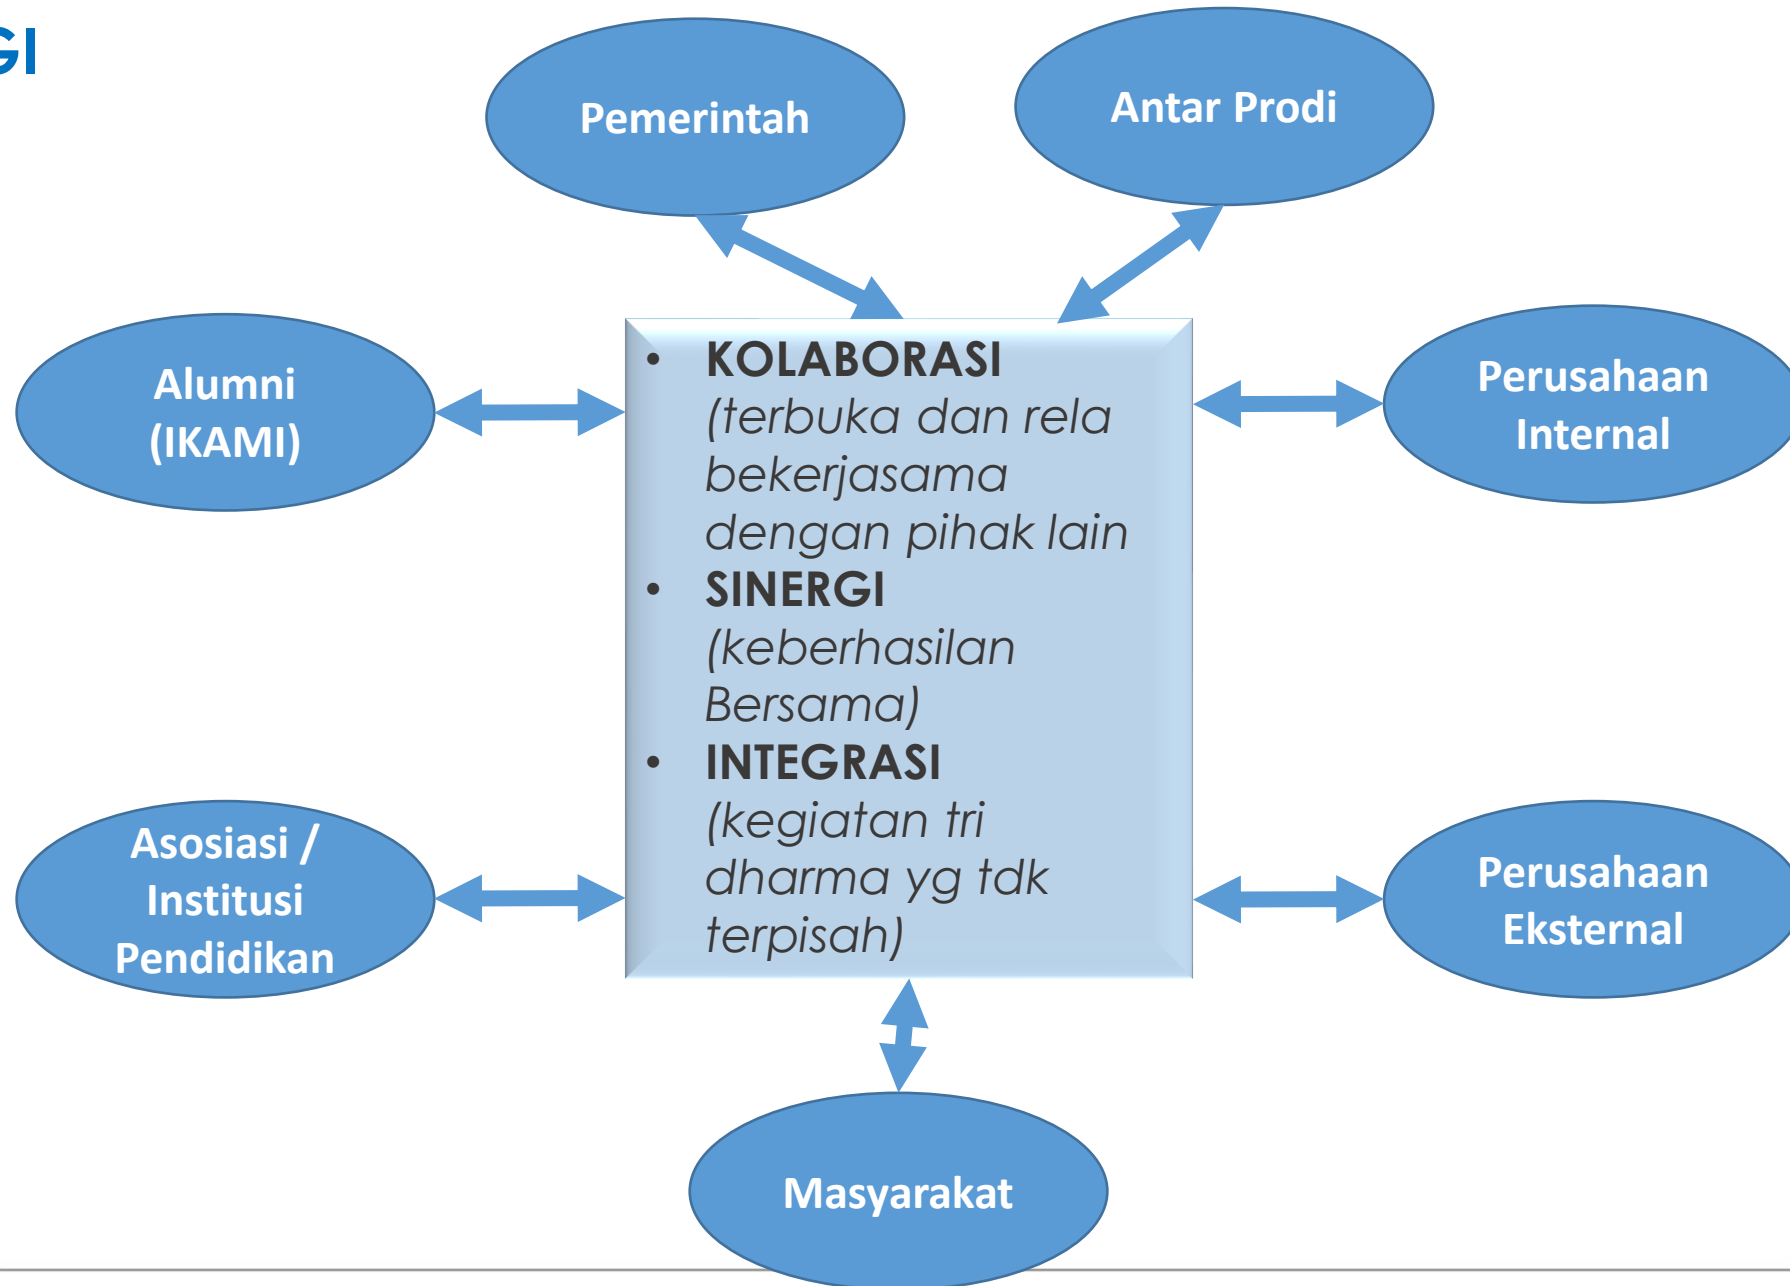 GI
Pemerintah
Antar Prodi
Alumni
(IKAMI)
Perusahaan
Internal
• KOLABORASI
(terbuka dan rela
bekerjasama
dengan pihak lain
• SINERGI
(keberhasilan
Bersama)
• INTEGRASI
(kegiatan tri
dharma yg tdk
terpisah)
Asosiasi /
Institusi
Pendidikan
Perusahaan
Eksternal
Masyarakat